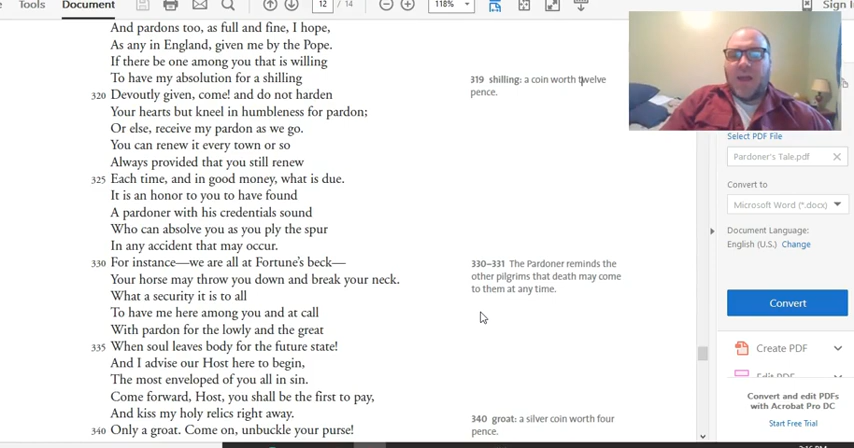 Tools
Document
12 / 14
118%
Sign I
And pardons too, as full and fine, I hope,
As any in England, given me by the Pope.
If there be one among you that is willing
To have my absolution for a shilling
320 Devoutly given, come! and do not harden
Your hearts but kneel in humbleness for pardon;
Or else, receive my pardon as we go.
You can renew it every town or so
Always provided that you still renew
325 Each time, and in good money, what is due.
It is an honor to you to have found
A pardoner with his credentials sound
Who can absolve you as you ply the spur
In any accident that may occur.
330 For instance—we are all at Fortune's beck—
Your horse may throw you down and break your neck.
What a security it is to all
To have me here among you and at call
With pardon for the lowly and the great
335 When soul leaves body for the future state!
And I advise our Host here to begin,
The most enveloped of you all in sin.
Come forward, Host, you shall be the first to pay,
And kiss my holy relics right away.
340 Only a groat. Come on, unbuckle your purse!
319 shilling: a coin worth twelve
pence.
330–331 The Pardoner reminds the
other pilgrims that death may come
to them at any time.
340 groat: a silver coin worth four
pence.
Select PDF File
Pardoner's Tale.pdf
Convert to
Microsoft Word (*.docx)
Document Language:
English (U.S.) Change
Convert
Create PDF
Edit PDF
Convert and edit PDFs
with Acrobat Pro DC
Start Free Trial